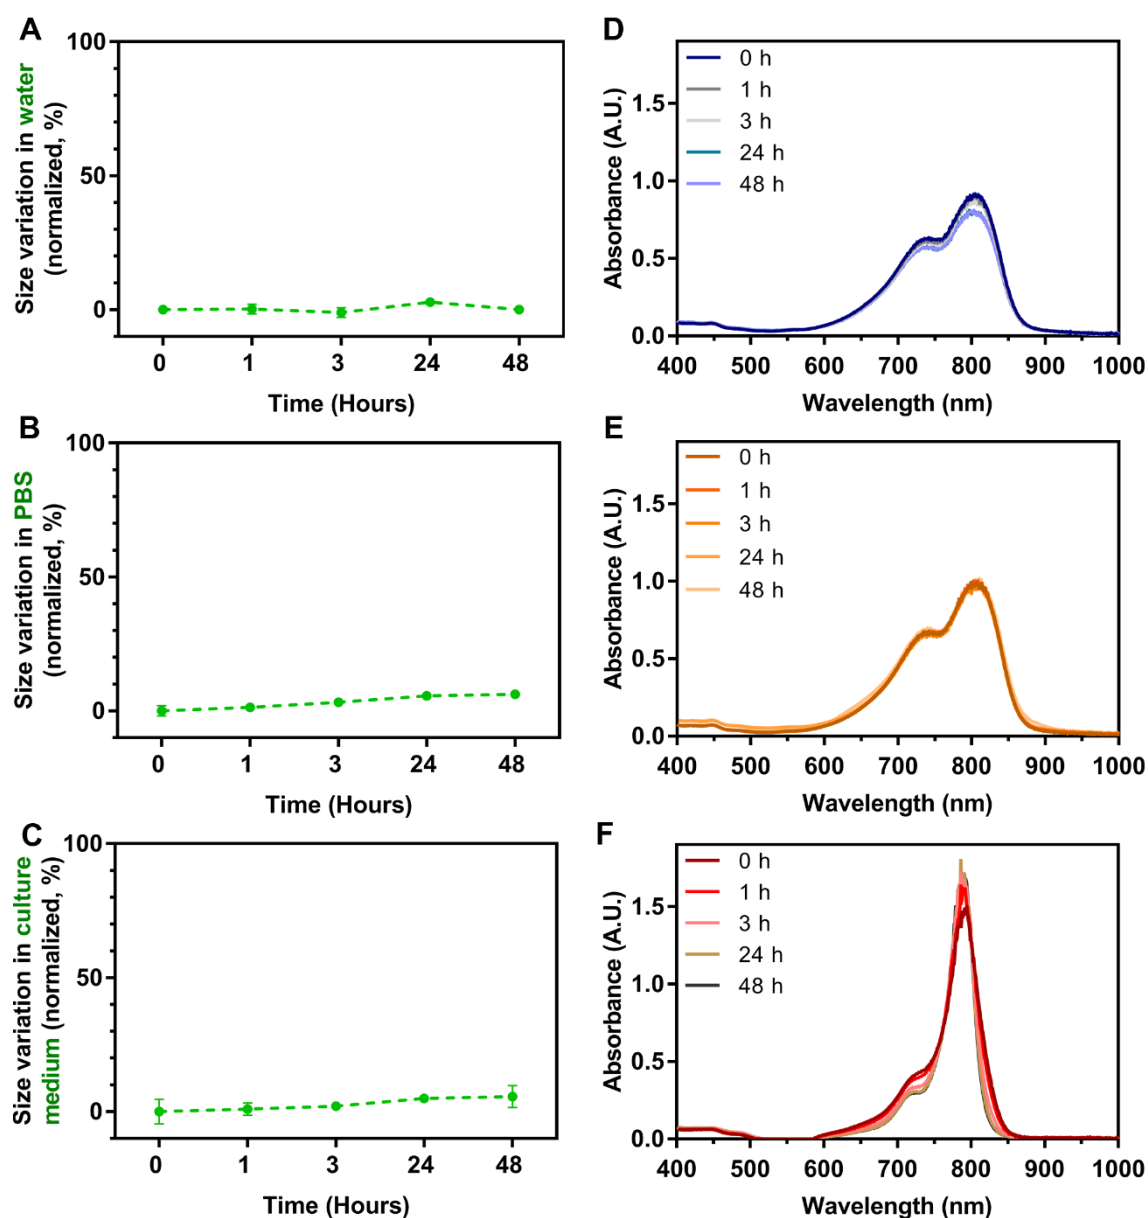 A
Size variation in water
(normalized, %)
100
50
0
0 1 3 24 48
Time (Hours)
D
Absorbance (A.U.)
1.5
1.0
0.5
0.0
0 h
1 h
3 h
24 h
48 h
400 500 600 700 800 900 1000
Wavelength (nm)
B
Size variation in PBS
(normalized, %)
100
50
0
0 1 3 24 48
Time (Hours)
E
Absorbance (A.U.)
1.5
1.0
0.5
0.0
0 h
1 h
3 h
24 h
48 h
400 500 600 700 800 900 1000
Wavelength (nm)
C
Size variation in culture
medium (normalized, %)
100
50
0
0 1 3 24 48
Time (Hours)
F
Absorbance (A.U.)
1.5
1.0
0.5
0.0
0 h
1 h
3 h
24 h
48 h
400 500 600 700 800 900 1000
Wavelength (nm)